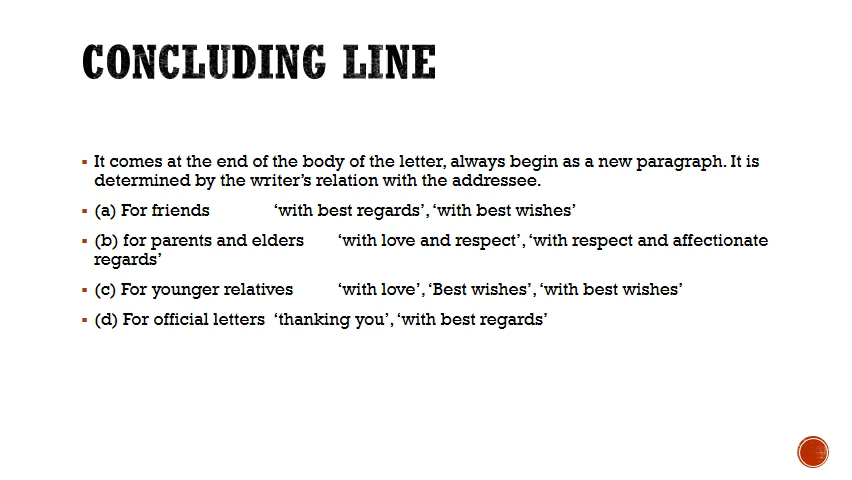 CONCLUDING LINE
▪ It comes at the end of the body of the letter, always begin as a new paragraph. It is
determined by the writer's relation with the addressee.
▪ (a) For friends ‘with best regards’, ‘with best wishes’
▪ (b) for parents and elders ‘with love and respect’, ‘with respect and affectionate
regards’
▪ (c) For younger relatives ‘with love’, ‘Best wishes’, ‘with best wishes’
▪ (d) For official letters ‘thanking you’, ‘with best regards’